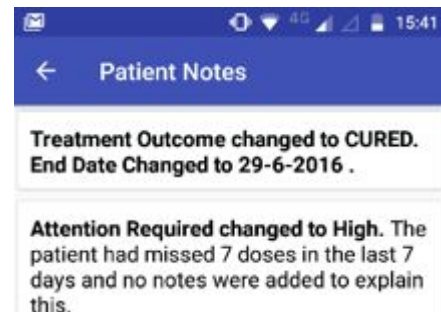 4G 15:41
Patient Notes
Treatment Outcome changed to CURED.
End Date Changed to 29-6-2016 .
Attention Required changed to High. The
patient had missed 7 doses in the last 7
days and no notes were added to explain
this.